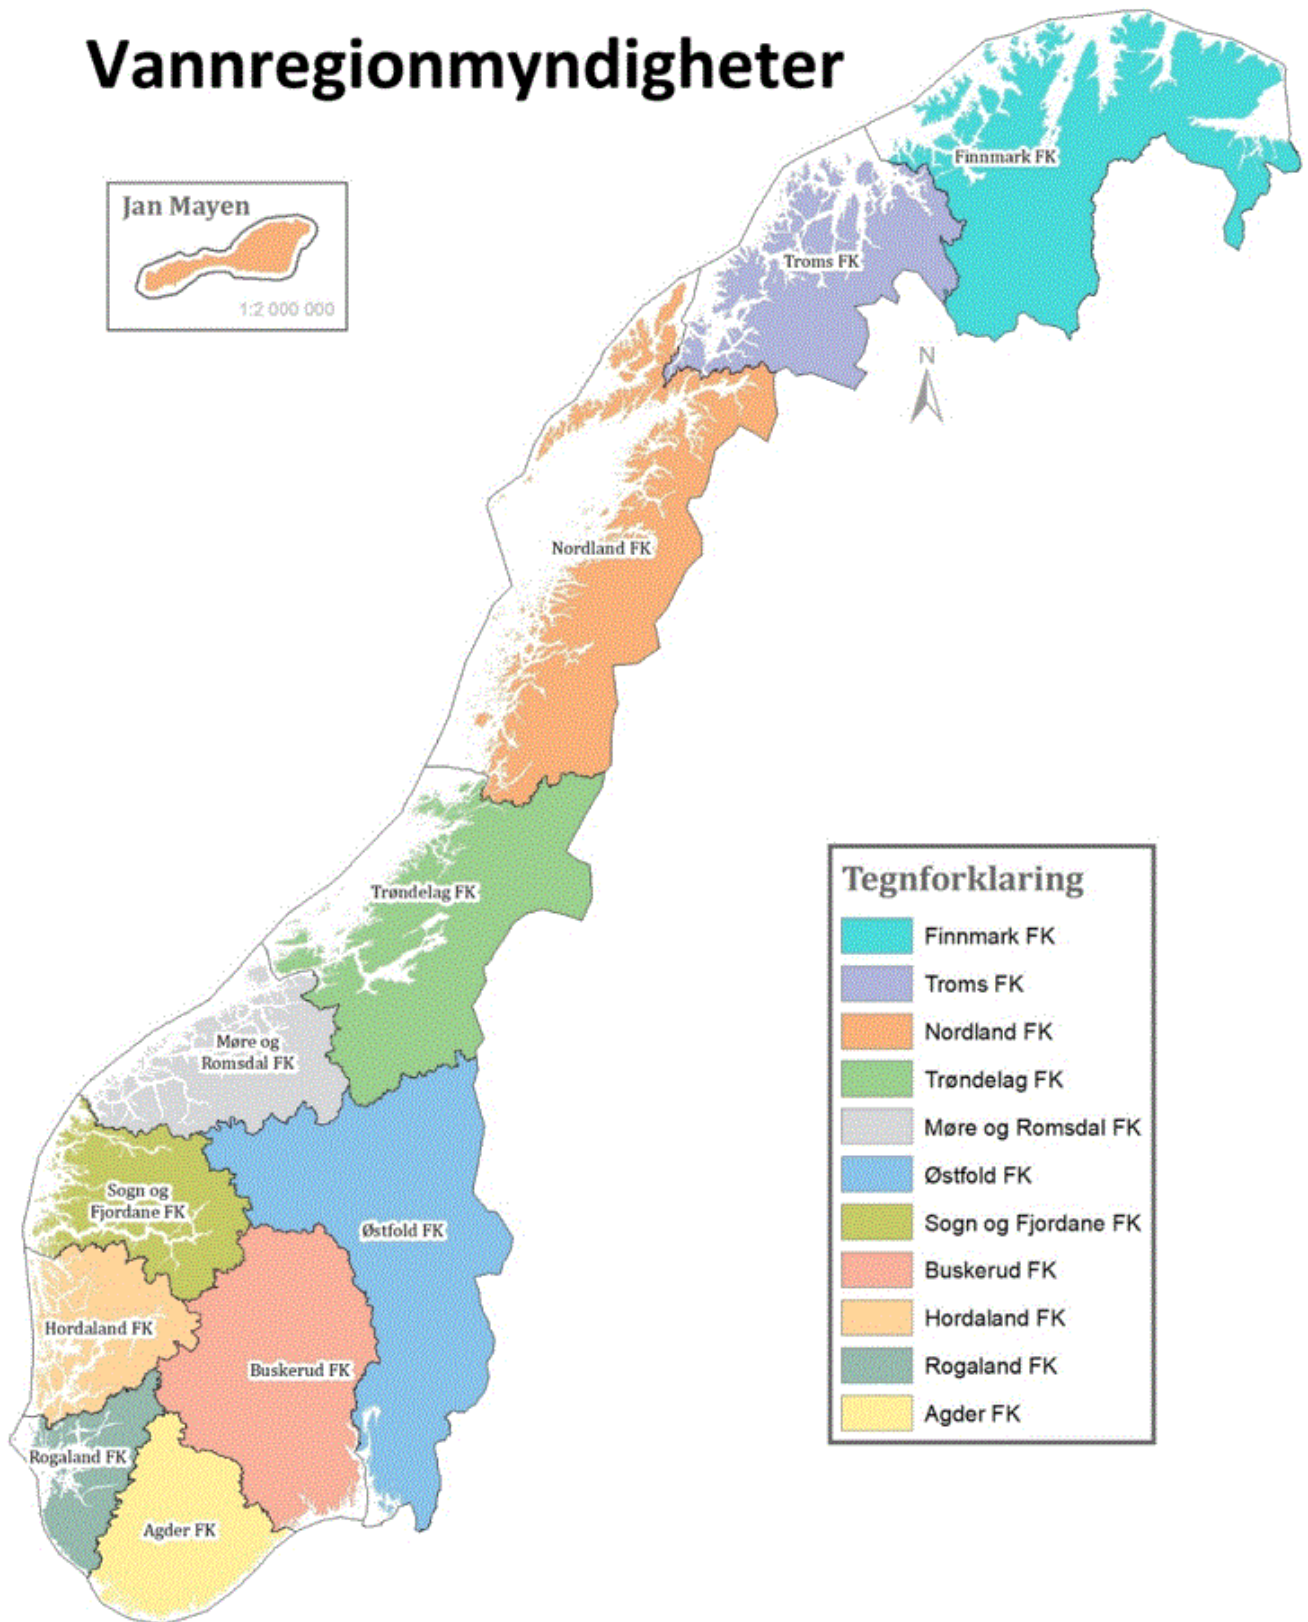 Vannregionmyndigheter
Jan Mayen
1:2 000 000
Finnmark FK
Troms FK
N
Nordland FK
Trøndelag FK
Møre og
Romsdal FK
Sogn og
Fjordane FK
Østfold FK
Hordaland FK
Buskerud FK
Rogaland FK
Agder FK
Tegnforklaring
Finnmark FK
Troms FK
Nordland FK
Trøndelag FK
Møre og Romsdal FK
Østfold FK
Sogn og Fjordane FK
Buskerud FK
Hordaland FK
Rogaland FK
Agder FK